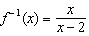 f⁻¹(x) = x/(x − 2)